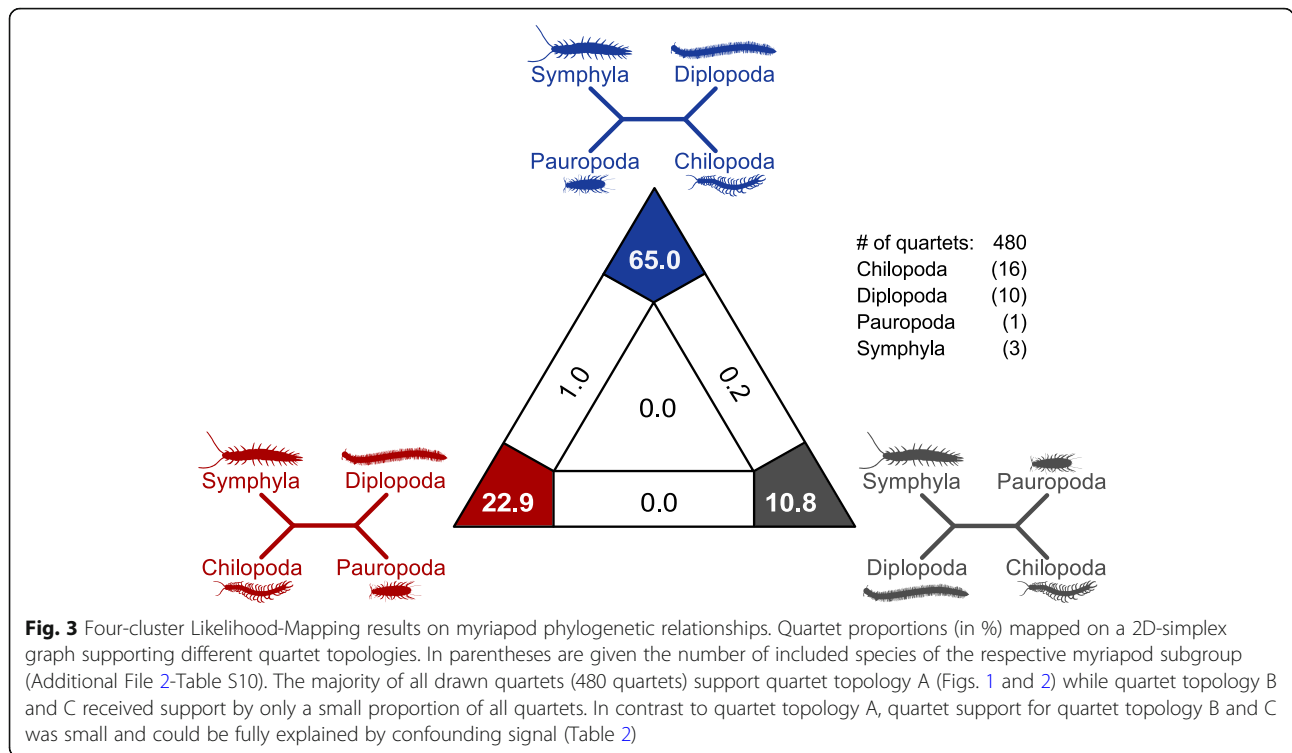 Symphyla Diplopoda
Pauropoda Chilopoda
65.0
# of quartets: 480
Chilopoda (16)
Diplopoda (10)
Pauropoda (1)
Symphyla (3)
1.0
0.2
0.0
Symphyla Diplopoda
Chilopoda Pauropoda
22.9
0.0
10.8
Symphyla Pauropoda
Diplopoda Chilopoda
Fig. 3 Four-cluster Likelihood-Mapping results on myriapod phylogenetic relationships. Quartet proportions (in %) mapped on a 2D-simplex
graph supporting different quartet topologies. In parentheses are given the number of included species of the respective myriapod subgroup
(Additional File 2-Table S10). The majority of all drawn quartets (480 quartets) support quartet topology A (Figs. 1 and 2) while quartet topology B
and C received support by only a small proportion of all quartets. In contrast to quartet topology A, quartet support for quartet topology B and C
was small and could be fully explained by confounding signal (Table 2)